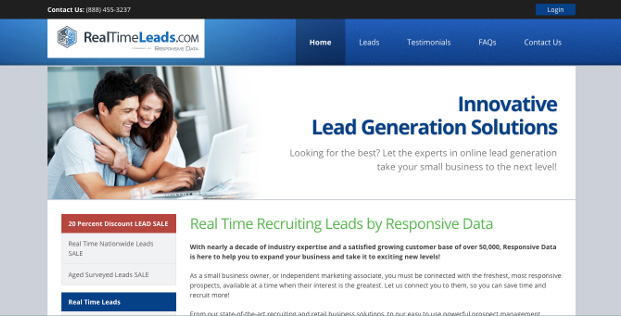 Contact Us: (888) 455-3237
Login
RealTimeLeads.com
Responsive Data
Home
Leads
Testimonials
FAQs
Contact Us
Innovative
Lead Generation Solutions
Looking for the best? Let the experts in online lead generation
take your small business to the next level!
20 Percent Discount LEAD SALE
Real Time Nationwide Leads
SALE
Aged Surveyed Leads SALE
Real Time Leads
Real Time Recruiting Leads by Responsive Data
With nearly a decade of industry expertise and a satisfied growing customer base of over 50,000, Responsive Data
is here to help you to expand your business and take it to exciting new levels!
As a small business owner, or independent marketing associate, you must be connected with the freshest, most responsive
prospects, available at a time when their interest is the greatest. Let us connect you to them, so you can save time and
recruit more!
From our state-of-the-art recruiting and retail business solutions, to our easy to use powerful prospect management